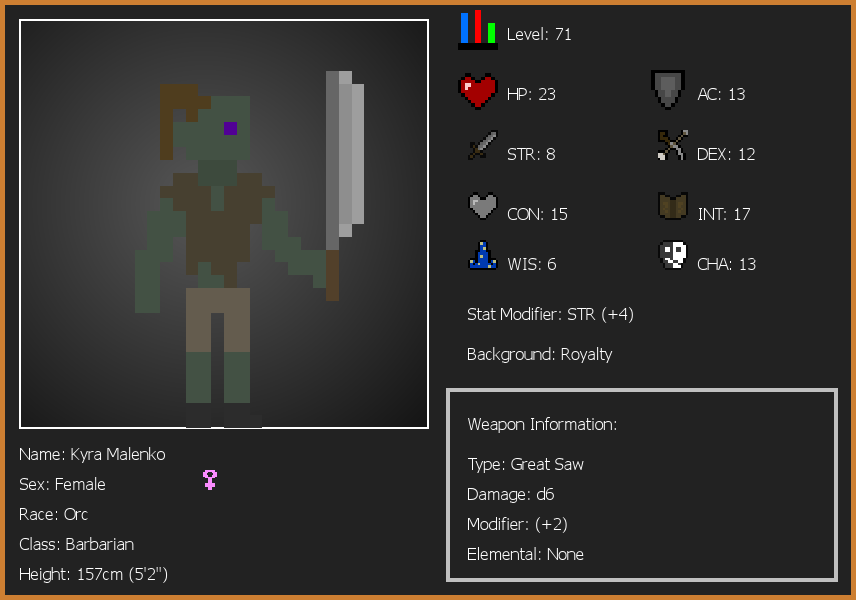 Level: 71
HP: 23
AC: 13
STR: 8
DEX: 12
CON: 15
INT: 17
WIS: 6
CHA: 13
Stat Modifier: STR (+4)
Background: Royalty
Weapon Information:
Type: Great Saw
Damage: d6
Modifier: (+2)
Elemental: None
Name: Kyra Malenko
Sex: Female
Race: Orc
Class: Barbarian
Height: 157cm (5'2")